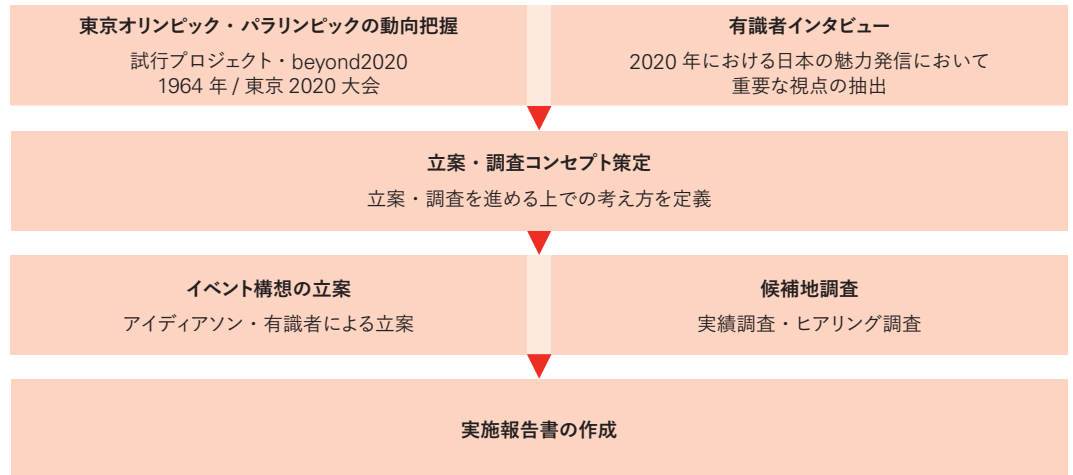 東京オリンピック・パラリンピックの動向把握
試行プロジェクト・beyond2020
1964 年 / 東京 2020 大会
有識者インタビュー
2020 年における日本の魅力発信において
重要な視点の抽出
立案・調査コンセプト策定
立案・調査を進める上での考え方を定義
イベント構想の立案
アイディアソン・有識者による立案
候補地調査
実績調査・ヒアリング調査
実施報告書の作成